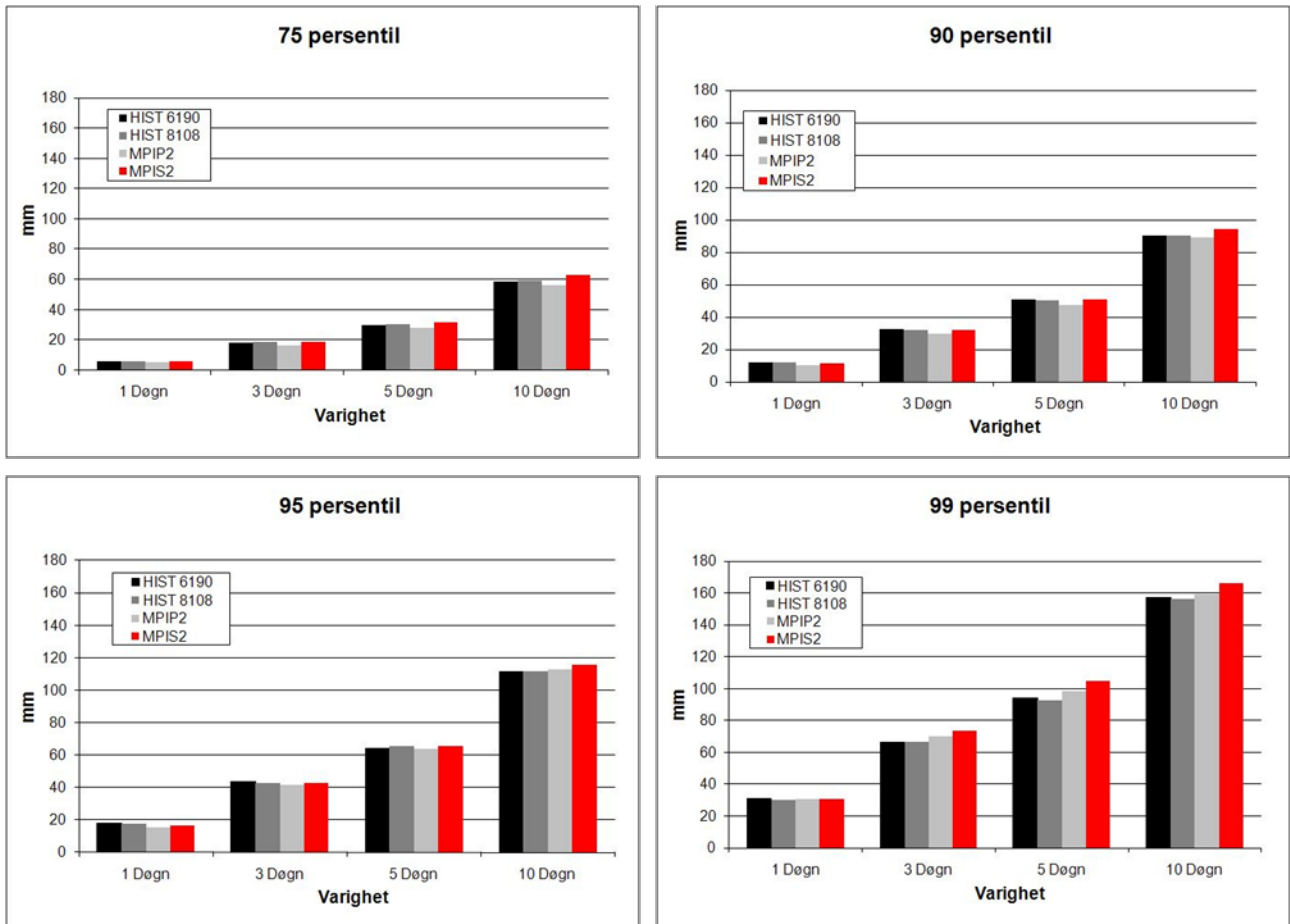 75 persentil
180
160
140
120
100
80
60
40
20
0
mm
HIST 6190
HIST 8108
MPIP2
MPIS2
1 Døgn 3 Døgn 5 Døgn 10 Døgn
Varighet
90 persentil
180
160
140
120
100
80
60
40
20
0
mm
HIST 6190
HIST 8108
MPIP2
MPIS2
1 Døgn 3 Døgn 5 Døgn 10 Døgn
Varighet
95 persentil
180
160
140
120
100
80
60
40
20
0
mm
HIST 6190
HIST 8108
MPIP2
MPIS2
1 Døgn 3 Døgn 5 Døgn 10 Døgn
Varighet
99 persentil
180
160
140
120
100
80
60
40
20
0
mm
HIST 6190
HIST 8108
MPIP2
MPIS2
1 Døgn 3 Døgn 5 Døgn 10 Døgn
Varighet